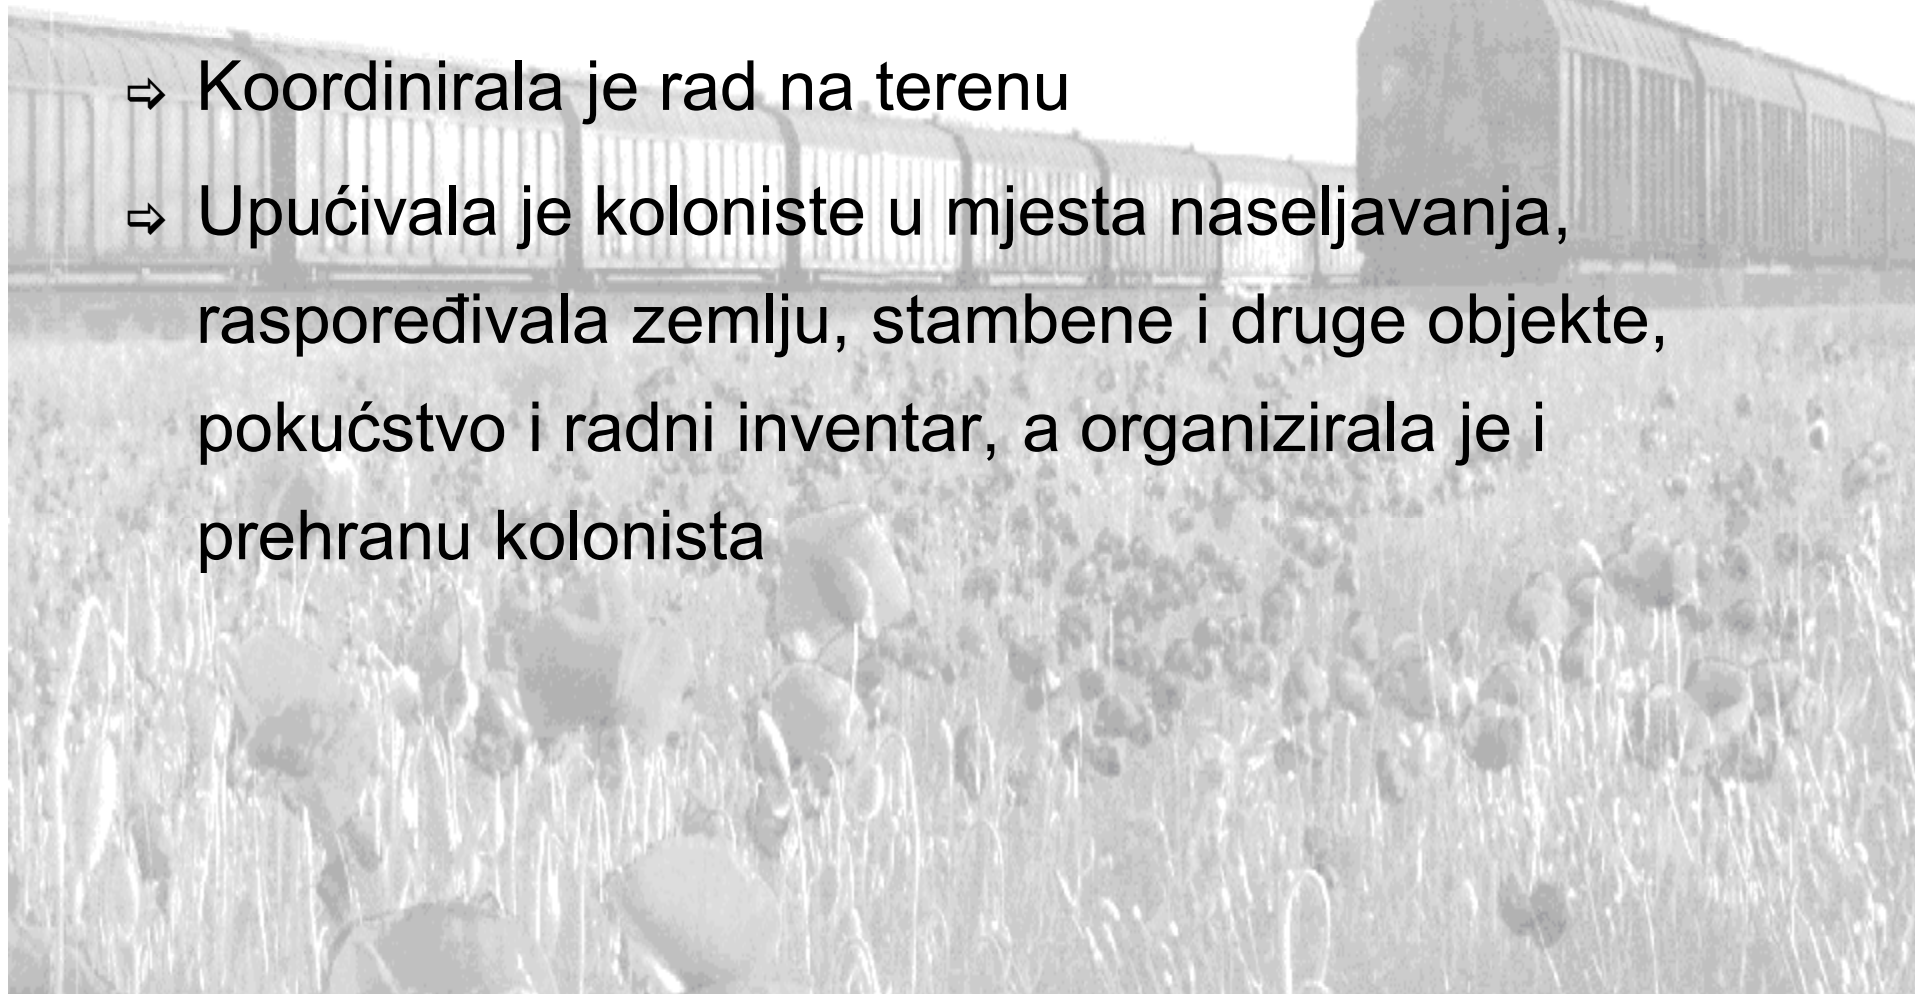 ⇨ Koordinirala je rad na terenu
⇨ Upućivala je koloniste u mjesta naseljavanja,
raspoređivala zemlju, stambene i druge objekte,
pokućstvo i radni inventar, a organizirala je i
prehranu kolonista